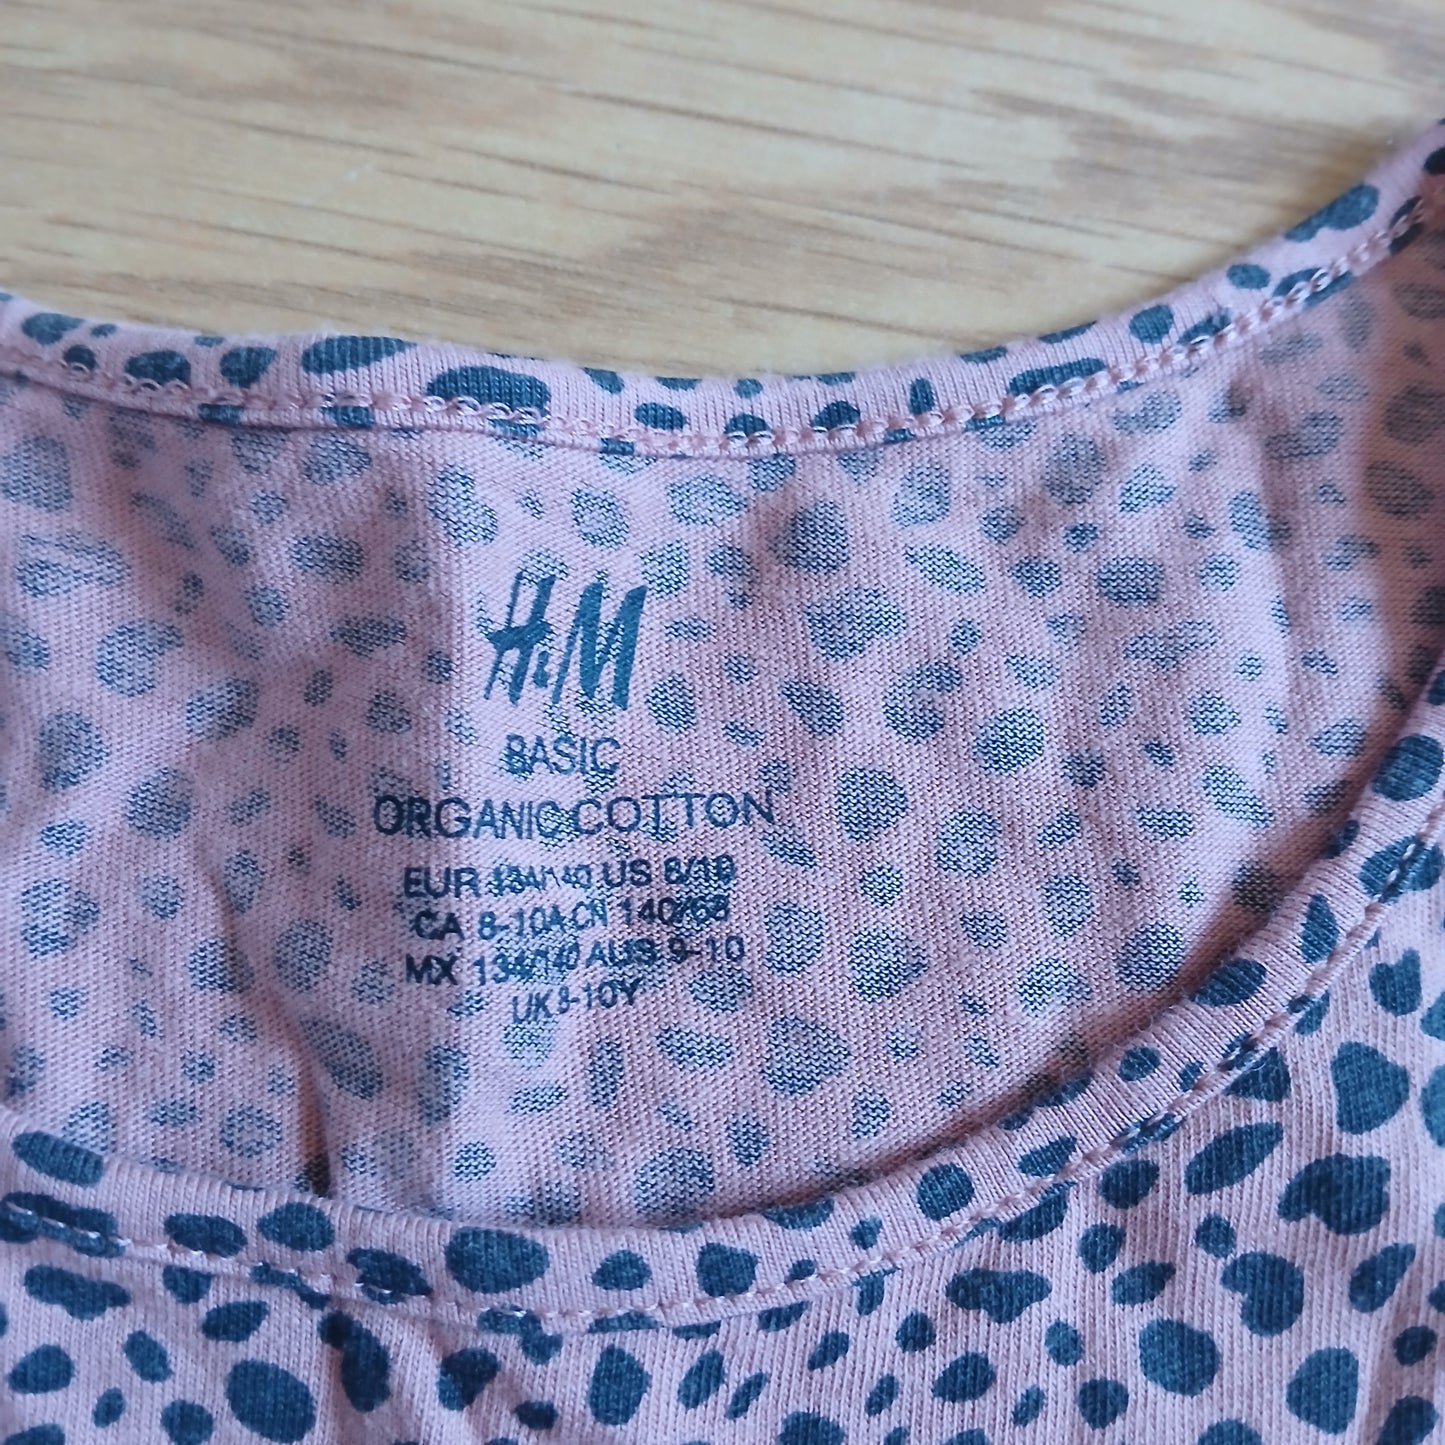 H&M
BASIC
ORGANIC COTTON
EUR 134/140 US 8/10
CA 8-10A CN 140/68
MX 134/140 AUS 9-10
UK 8-10Y